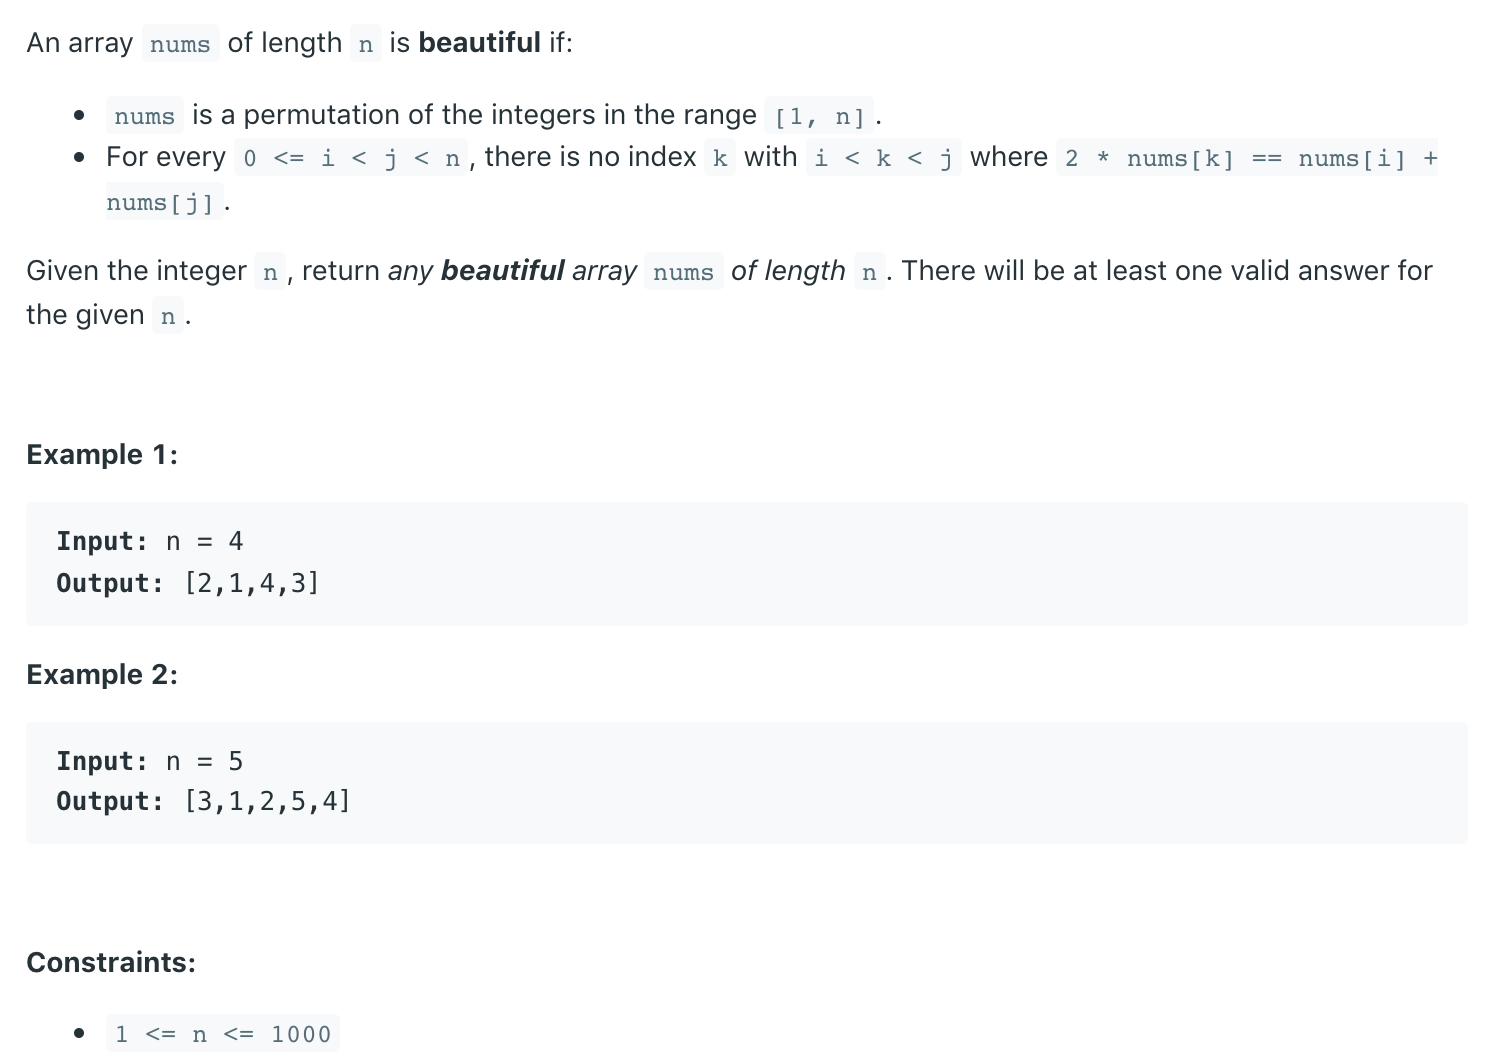 An array nums of length n is beautiful if:
• nums is a permutation of the integers in the range [1, n].
• For every 0 <= i < j < n, there is no index k with i < k < j where 2 * nums[k] == nums[i] +
nums[j].
Given the integer n, return any beautiful array nums of length n. There will be at least one valid answer for
the given n.
Example 1:
Input: n = 4
Output: [2,1,4,3]
Example 2:
Input: n = 5
Output: [3,1,2,5,4]
Constraints:
• 1 <= n <= 1000